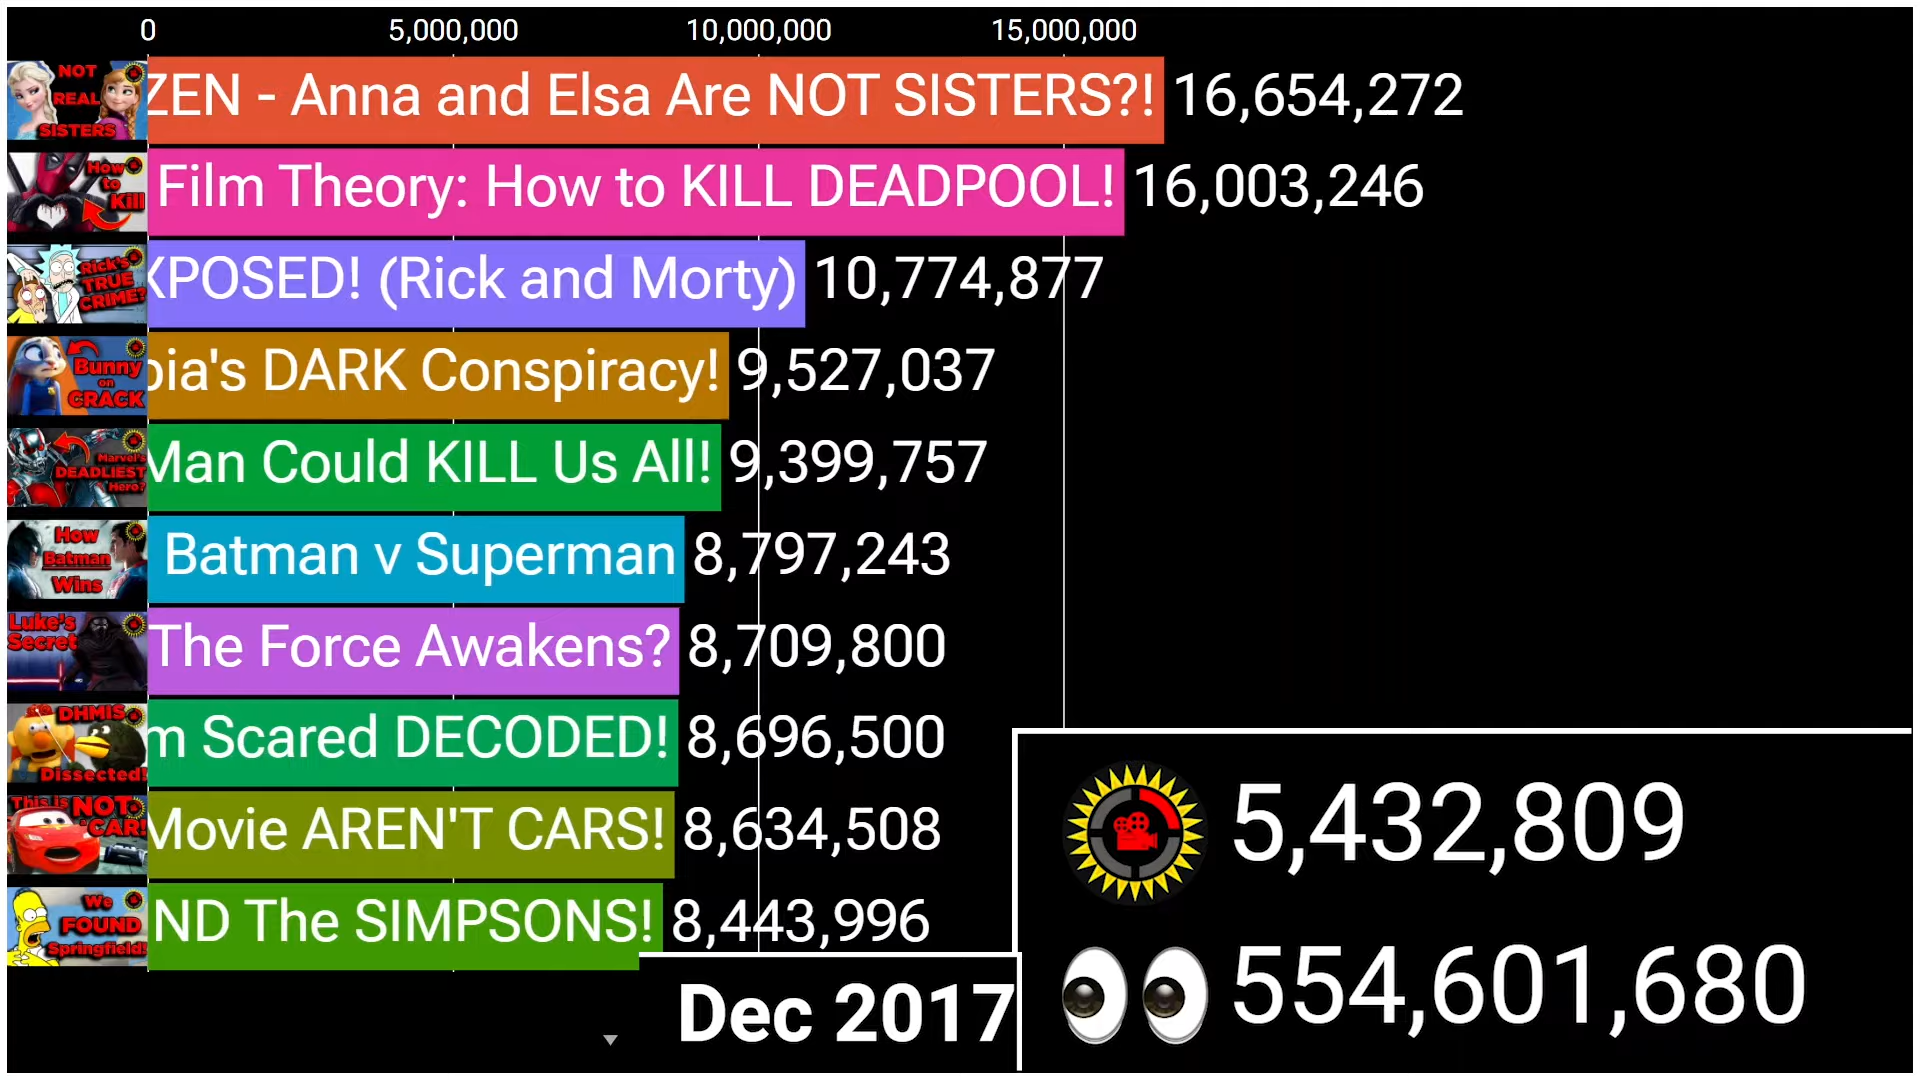 0 5,000,000 10,000,000 15,000,000
NOT REAL SISTERS
ZEN - Anna and Elsa Are NOT SISTERS?! 16,654,272
How to Kill
Film Theory: How to KILL DEADPOOL! 16,003,246
Rick's TRUE CRIME?
XPOSED! (Rick and Morty) 10,774,877
Bunny on CRACK
pia's DARK Conspiracy! 9,527,037
Marvel's DEADLIEST Hero?
Man Could KILL Us All! 9,399,757
How Batman Wins
Batman v Superman 8,797,243
Luke's Secret
The Force Awakens? 8,709,800
DHMIS Dissected!
m Scared DECODED! 8,696,500
This is NOT a CAR!
Movie AREN'T CARS! 8,634,508
We FOUND Springfield!
ND The SIMPSONS! 8,443,996
5,432,809
554,601,680
Dec 2017